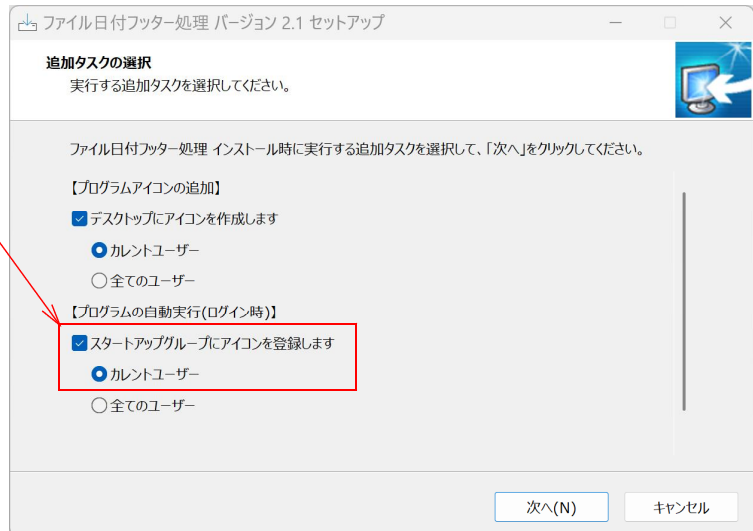 ファイル日付フッター処理 バージョン 2.1 セットアップ
追加タスクの選択
実行する追加タスクを選択してください。
ファイル日付フッター処理 インストール時に実行する追加タスクを選択して、「次へ」をクリックしてください。
【プログラムアイコンの追加】
デスクトップにアイコンを作成します
カレントユーザー
全てのユーザー
【プログラムの自動実行(ログイン時)】
スタートアップグループにアイコンを登録します
カレントユーザー
全てのユーザー
次へ(N)
キャンセル